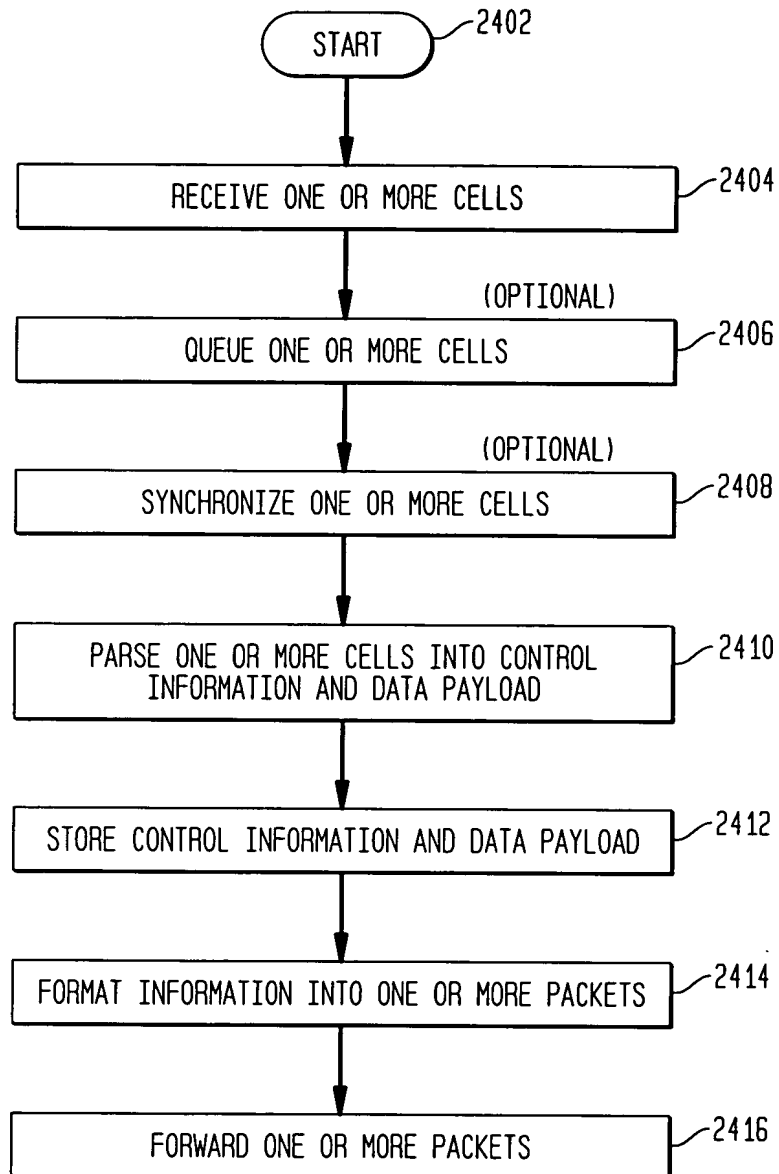 START
2402
RECEIVE ONE OR MORE CELLS
2404
(OPTIONAL)
QUEUE ONE OR MORE CELLS
2406
(OPTIONAL)
SYNCHRONIZE ONE OR MORE CELLS
2408
PARSE ONE OR MORE CELLS INTO CONTROL
INFORMATION AND DATA PAYLOAD
2410
STORE CONTROL INFORMATION AND DATA PAYLOAD
2412
FORMAT INFORMATION INTO ONE OR MORE PACKETS
2414
FORWARD ONE OR MORE PACKETS
2416